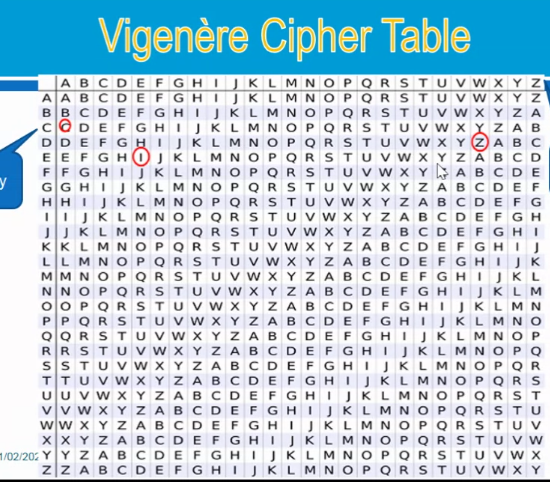 Vigenère Cipher Table
A B C D E F G H I J K L M N O P Q R S T U V W X Y Z
A A B C D E F G H I J K L M N O P Q R S T U V W X Y Z
B B C D E F G H I J K L M N O P Q R S T U V W X Y Z A
C C D E F G H I J K L M N O P Q R S T U V W X Y Z A B
D D E F G H I J K L M N O P Q R S T U V W X Y Z A B C
E E F G H I J K L M N O P Q R S T U V W X Y Z A B C D
y
F F G H I J K L M N O P Q R S T U V W X Y Z A B C D E
G G H I J K L M N O P Q R S T U V W X Y Z A B C D E F
H H I J K L M N O P Q R S T U V W X Y Z A B C D E F G
I I J K L M N O P Q R S T U V W X Y Z A B C D E F G H
J J K L M N O P Q R S T U V W X Y Z A B C D E F G H I
K K L M N O P Q R S T U V W X Y Z A B C D E F G H I J
L L M N O P Q R S T U V W X Y Z A B C D E F G H I J K
M M N O P Q R S T U V W X Y Z A B C D E F G H I J K L
N N O P Q R S T U V W X Y Z A B C D E F G H I J K L M
O O P Q R S T U V W X Y Z A B C D E F G H I J K L M N
P P Q R S T U V W X Y Z A B C D E F G H I J K L M N O
Q Q R S T U V W X Y Z A B C D E F G H I J K L M N O P
R R S T U V W X Y Z A B C D E F G H I J K L M N O P Q
S S T U V W X Y Z A B C D E F G H I J K L M N O P Q R
T T U V W X Y Z A B C D E F G H I J K L M N O P Q R S
U U V W X Y Z A B C D E F G H I J K L M N O P Q R S T
V V W X Y Z A B C D E F G H I J K L M N O P Q R S T U
W W X Y Z A B C D E F G H I J K L M N O P Q R S T U V
X X Y Z A B C D E F G H I J K L M N O P Q R S T U V W
1/02/202
Y Y Z A B C D E F G H I J K L M N O P Q R S T U V W X
Z Z A B C D E F G H I J K L M N O P Q R S T U V W X Y